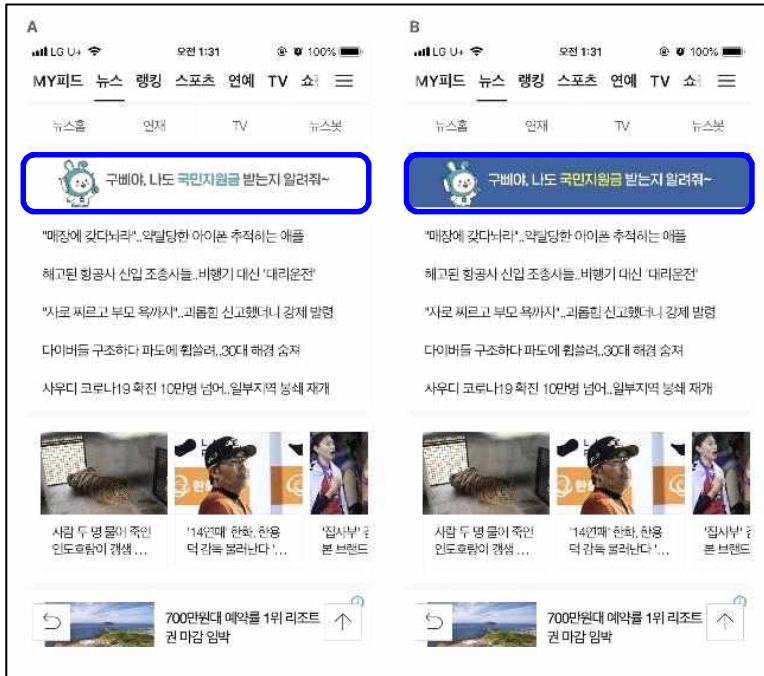 A
LG U+ 오전 1:31 100%
MY피드 뉴스 랭킹 스포츠 연예 TV 쇼핑
뉴스홈 연재 TV 뉴스봇
구삐야, 나도 국민지원금 받는지 알려줘~
"매장에 갖다놔라"..약탈당한 아이폰 추적하는 애플
해고된 항공사 신입 조종사들..비행기 대신 '대리운전'
"자로 찌르고 부모 욕까지"..괴롭힘 신고했더니 강제 발령
다이버들 구조하다 파도에 휩쓸려..30대 해경 숨져
사우디 코로나19 확진 10만명 넘어..일부지역 봉쇄 재개
사람 두 명 물어 죽인
인도호랑이 갱생 ...
'14연패' 한화, 한용
덕 감독 물러난다 '...
'집사부'
본 브랜드
700만원대 예약률 1위 리조트
권 마감 임박
B
LG U+ 오전 1:31 100%
MY피드 뉴스 랭킹 스포츠 연예 TV 쇼
뉴스홈 연재 TV 뉴스봇
구삐야, 나도 국민지원금 받는지 알려줘~
"매장에 갖다놔라"..약탈당한 아이폰 추적하는 애플
해고된 항공사 신입 조종사들..비행기 대신 '대리운전'
"자로 찌르고 부모 욕까지"..괴롭힘 신고했더니 강제 발령
다이버들 구조하다 파도에 휩쓸려..30대 해경 숨져
사우디 코로나19 확진 10만명 넘어..일부지역 봉쇄 재개
사람 두 명 물어 죽인
인도호랑이 갱생 ...
'14연패' 한화, 한용
덕 감독 물러난다 '...
'집사부'
본 브랜드
700만원대 예약률 1위 리조트
권 마감 임박